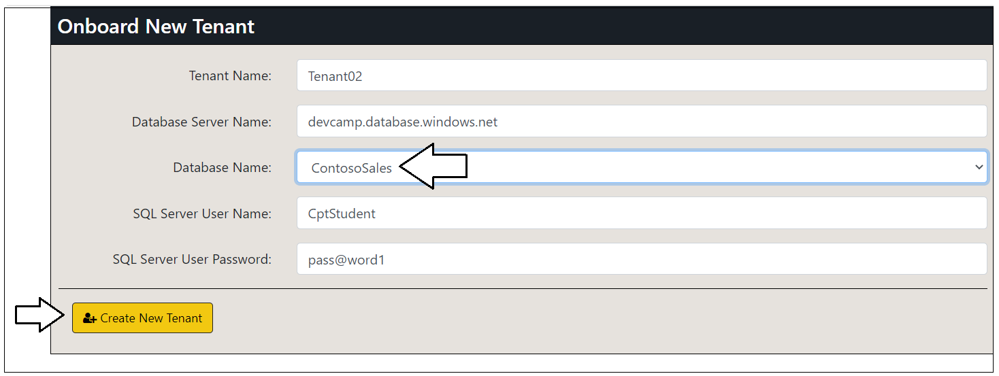 Onboard New Tenant
Tenant Name: Tenant02
Database Server Name: devcamp.database.windows.net
Database Name: ContosoSales
SQL Server User Name: CptStudent
SQL Server User Password: pass@word1
Create New Tenant